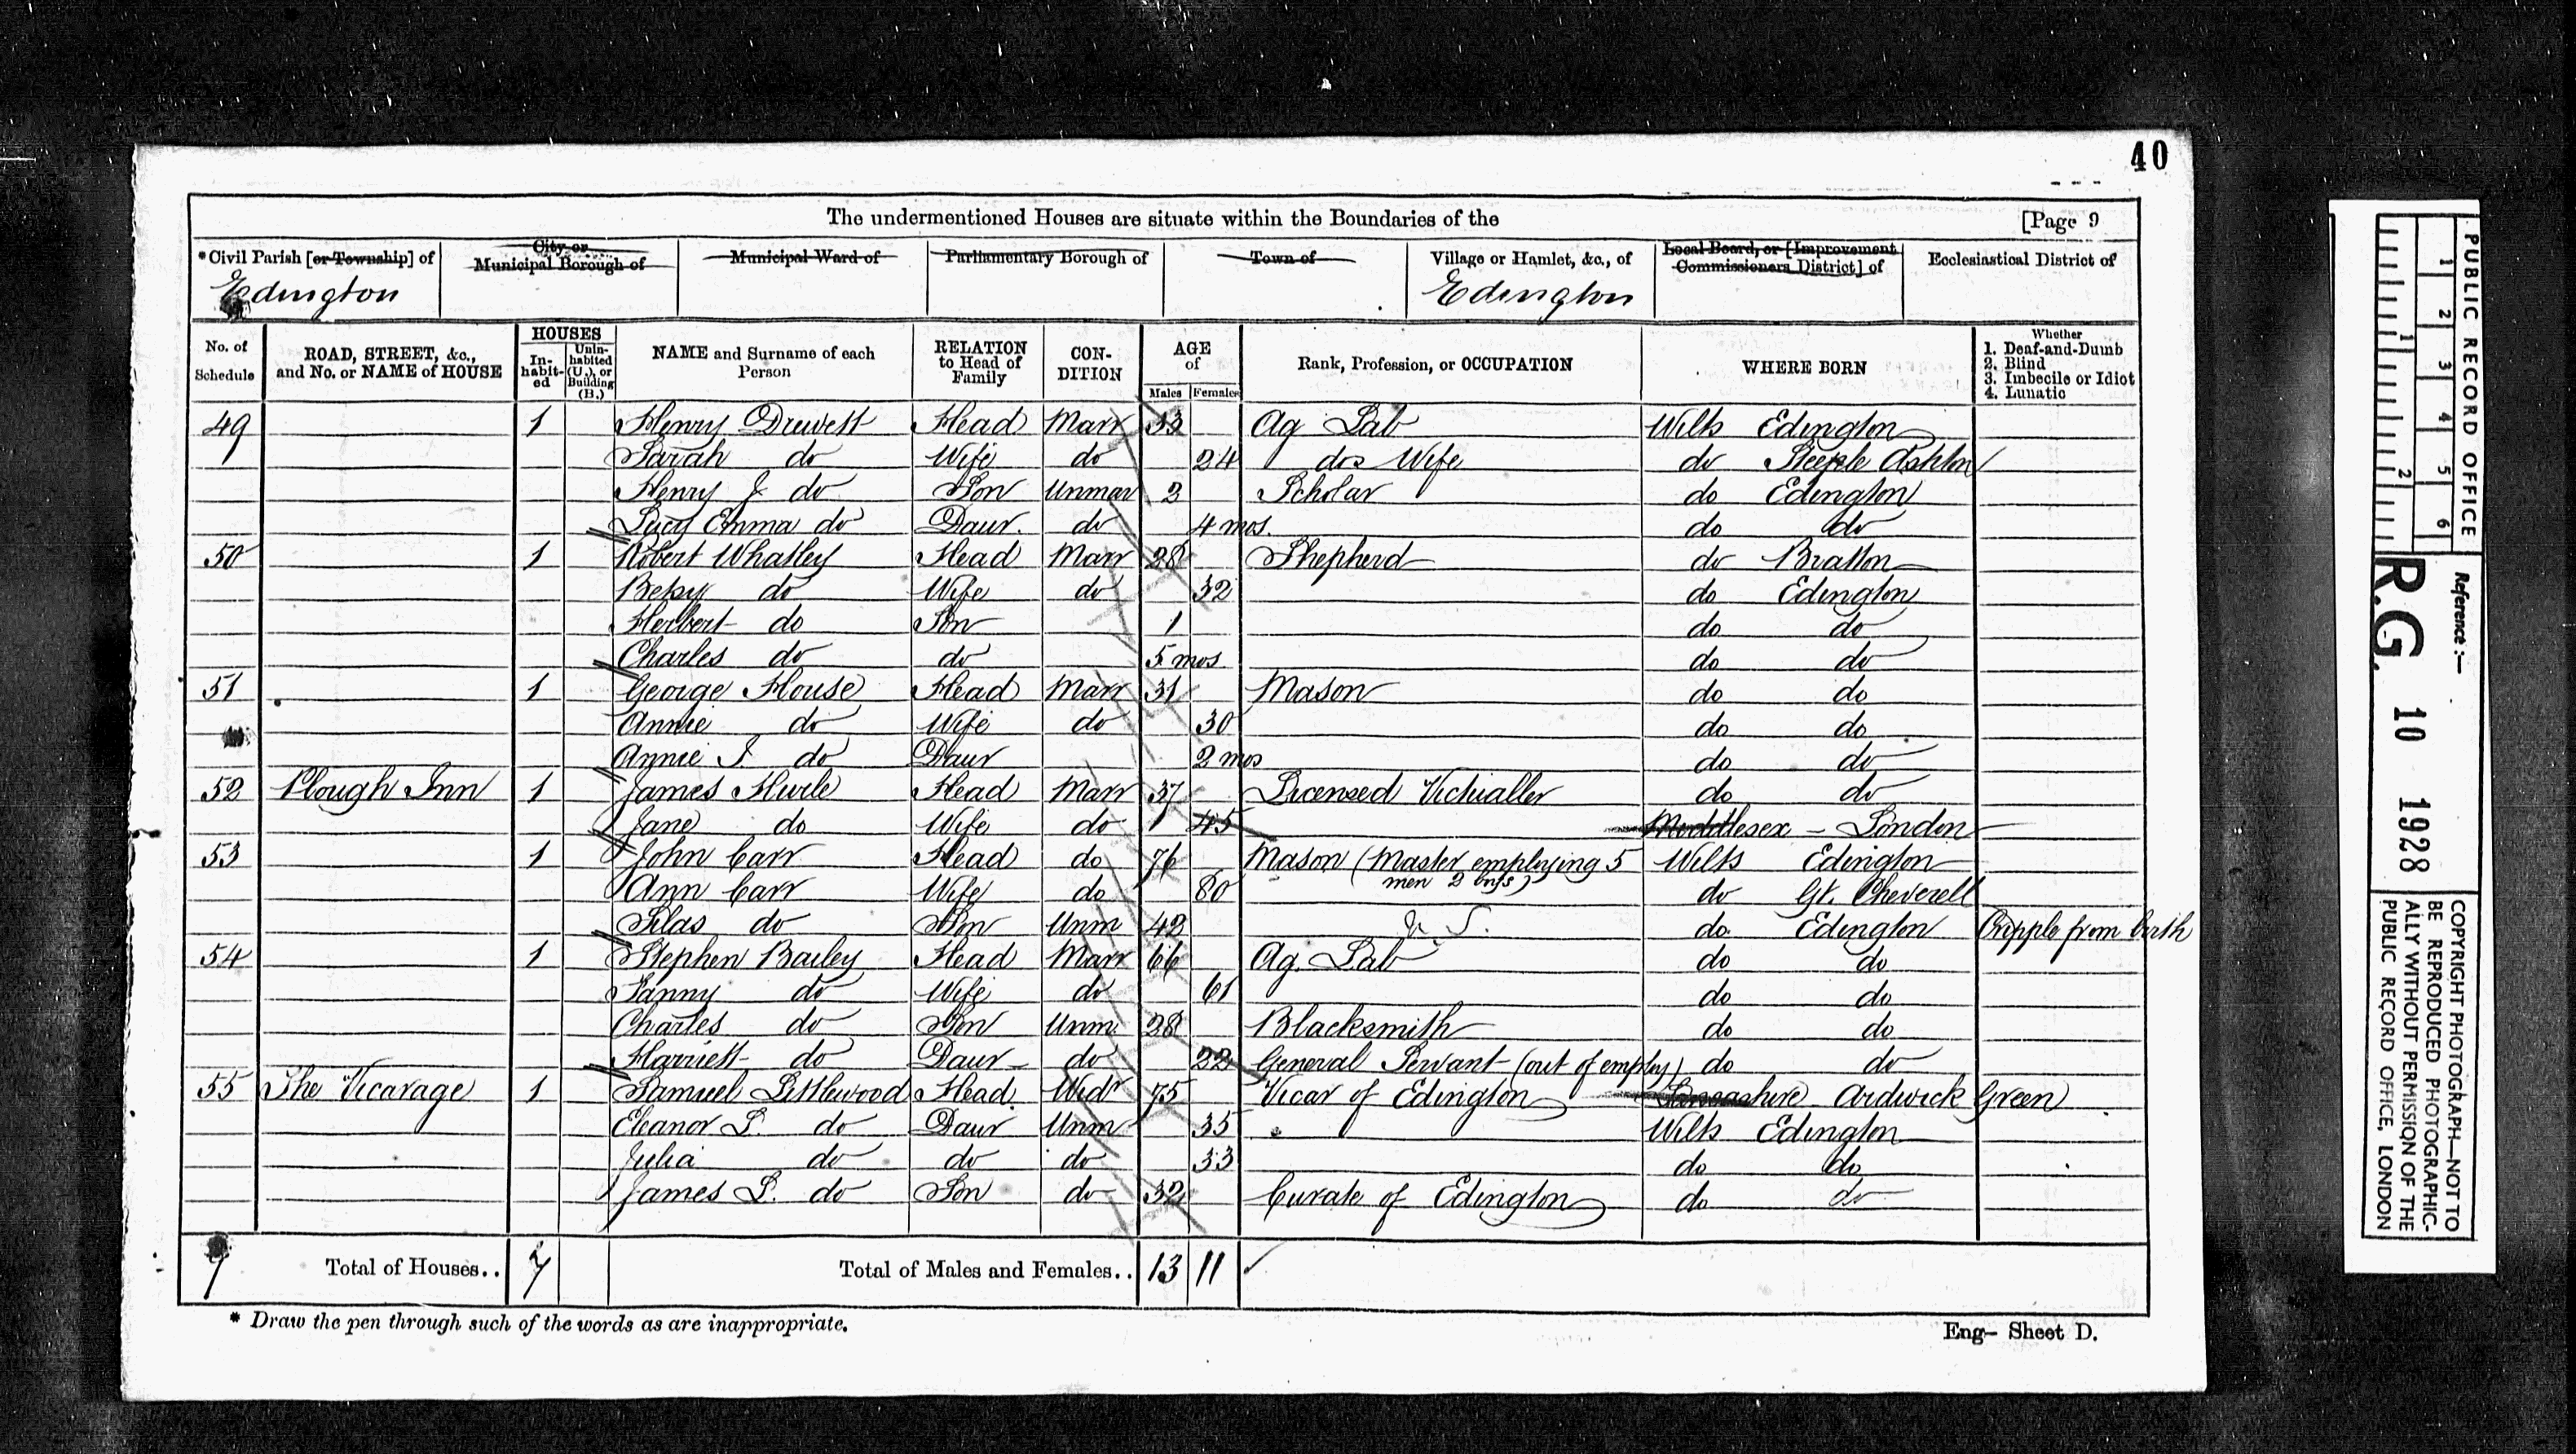 40
The undermentioned Houses are situate within the Boundaries of the [Page 9
*Civil Parish [or Township] of
City or Municipal Borough of
Municipal Ward of
Parliamentary Borough of
Town of
Village or Hamlet, &c., of
Local Board, or [Improvement Commissioners District] of
Ecclesiastical District of
Edington Edington
No. of Schedule
ROAD, STREET, &c., and No. or NAME of HOUSE
HOUSES
In-habit-ed
Unin-habited (U.), or Building (B.)
NAME and Surname of each Person
RELATION to Head of Family
CON-DITION
AGE of
Males Females
Rank, Profession, or OCCUPATION
WHERE BORN
Whether
1. Deaf-and-Dumb
2. Blind
3. Imbecile or Idiot
4. Lunatic
49 1 Henry Drewett Head Marr 33 Ag Lab Wilts Edington
Sarah do Wife do 24 dos Wife do Steeple Ashton
Henry J. do Son Unmar 2 Scholar do Edington
Lucy Emma do Daur. do 4 mos. do do
50 1 Robert Whatley Head Marr 28 Shepherd do Bratton
Betsy do Wife do 32 do Edington
Herbert do Son 1 do do
Charles do do 5 mos do do
51 1 George House Head Marr 31 Mason do do
Annie do Wife do 30 do do
Annie J. do Daur 2 mos do do
52 Plough Inn 1 James Hurle Head Marr 37 Licensed Victualler do do
Jane do Wife do 45 Middlesex - London
53 1 John Carr Head do 76 Mason (Master employing 5 men 2 boys) Wilts Edington
Ann Carr Wife do 80 do Gt. Cheverell
Silas do Son Unm 42 do Edington Cripple from birth
54 1 Stephen Bailey Head Marr 66 Ag. Lab do do
Fanny do Wife do 61 do do
Charles do Son Unm. 28 Blacksmith do do
Harriett do Daur do 22 General Servant (out of employ) do do
55 The Vicarage 1 Samuel Littlewood Head Widr 75 Vicar of Edington Lancashire Ardwick Green
Eleanor L. do Daur Unm 35 Wilts Edington
Julia do do do 33 do do
James L. do Son do 32 Curate of Edington do do
Total of Houses.. 7 Total of Males and Females.. 13 11
* Draw the pen through such of the words as are inappropriate.
Eng- Sheet D.
PUBLIC RECORD OFFICE
1 2 3 4 5 6
1 2
Reference :-
R.G. 10 1928
COPYRIGHT PHOTOGRAPH—NOT TO BE REPRODUCED PHOTOGRAPHIC-ALLY WITHOUT PERMISSION OF THE PUBLIC RECORD OFFICE, LONDON